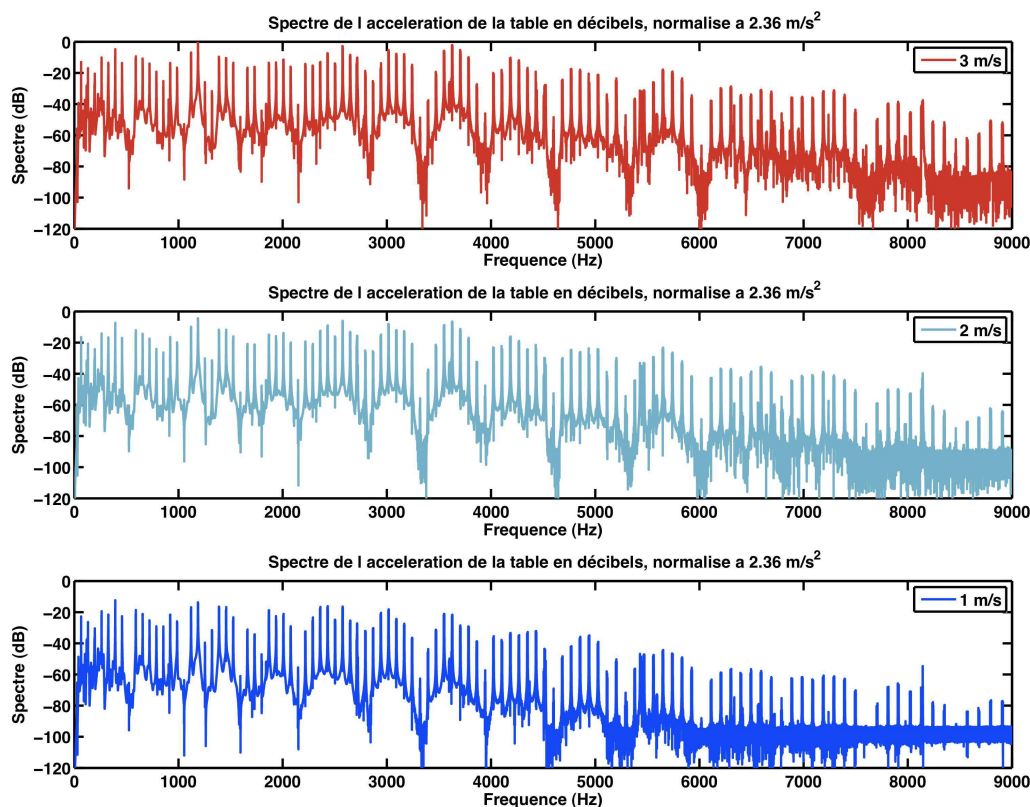 Spectre de l acceleration de la table en décibels, normalise a 2.36 m/s²
Spectre (dB)
0
−20
−40
−60
−80
−100
−120
3 m/s
0 1000 2000 3000 4000 5000 6000 7000 8000 9000
Frequence (Hz)
Spectre de l acceleration de la table en décibels, normalise a 2.36 m/s²
Spectre (dB)
0
−20
−40
−60
−80
−100
−120
2 m/s
0 1000 2000 3000 4000 5000 6000 7000 8000 9000
Frequence (Hz)
Spectre de l acceleration de la table en décibels, normalise a 2.36 m/s²
Spectre (dB)
0
−20
−40
−60
−80
−100
−120
1 m/s
0 1000 2000 3000 4000 5000 6000 7000 8000 9000
Frequence (Hz)